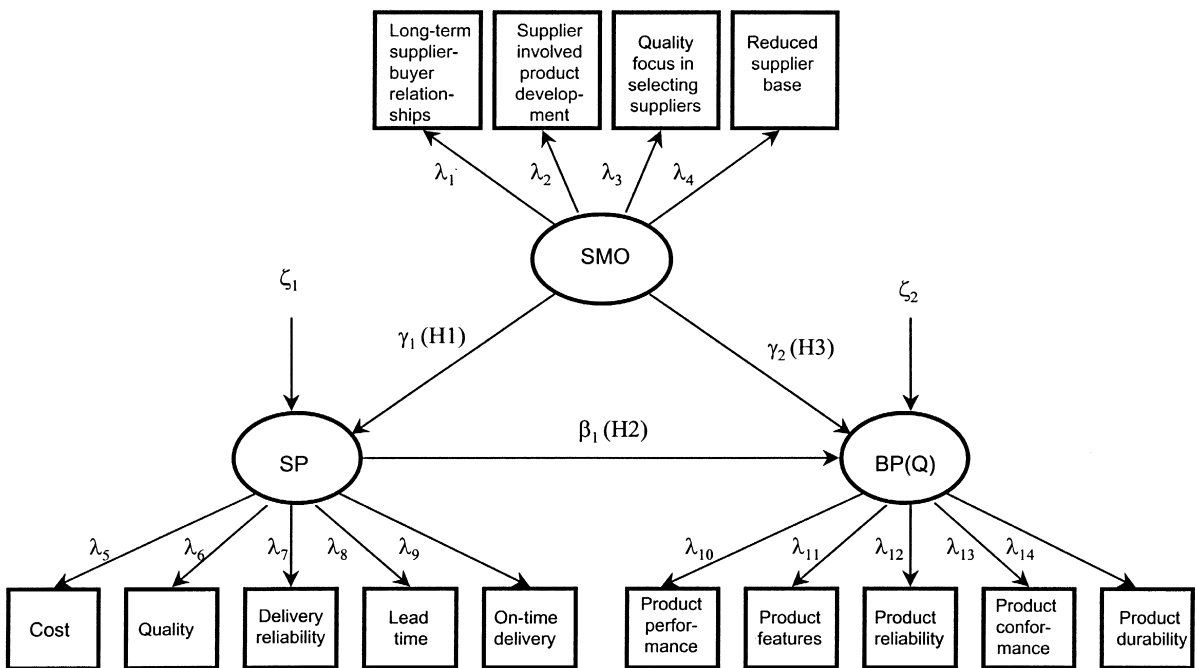 Long-term
supplier-
buyer
relation-
ships
Supplier
involved
product
develop-
ment
Quality
focus in
selecting
suppliers
Reduced
supplier
base
λ1
λ2
λ3
λ4
SMO
ζ1
ζ2
γ1 (H1)
γ2 (H3)
β1 (H2)
SP
BP(Q)
λ5
λ6
λ7
λ8
λ9
λ10
λ11
λ12
λ13
λ14
Cost
Quality
Delivery
reliability
Lead
time
On-time
delivery
Product
perfor-
mance
Product
features
Product
reliability
Product
confor-
mance
Product
durability